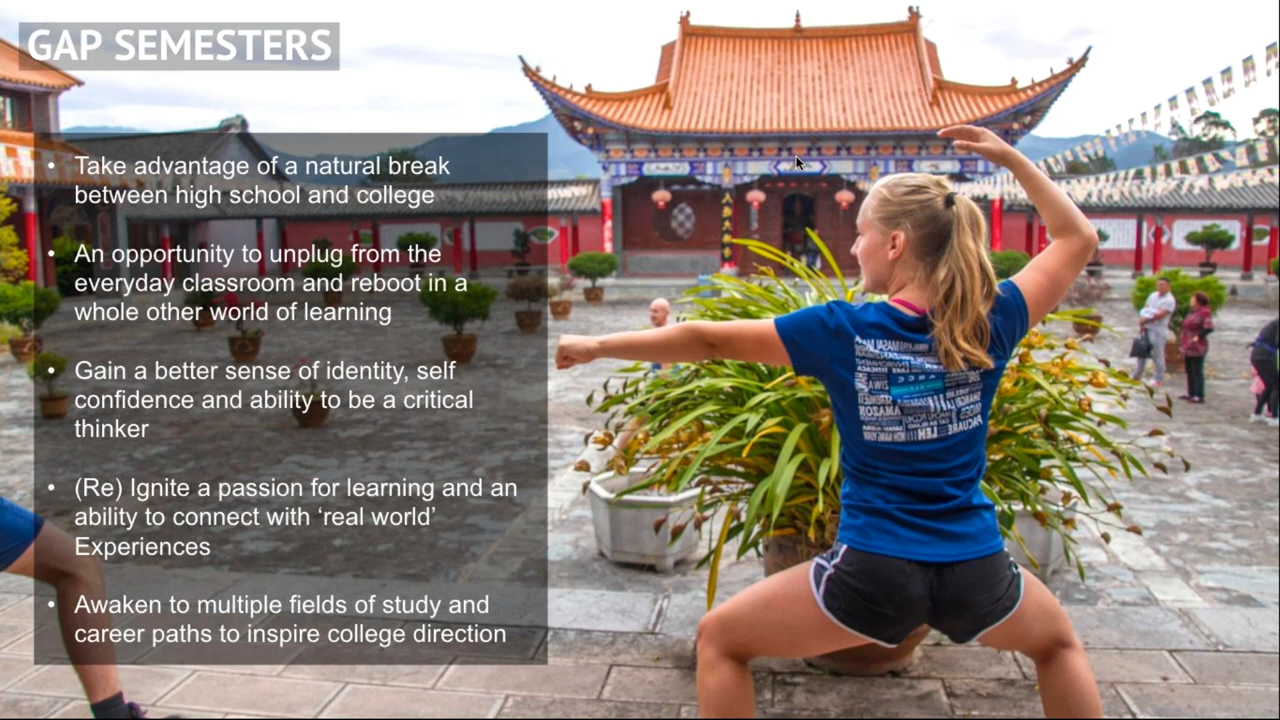 GAP SEMESTERS
• Take advantage of a natural break
between high school and college
• An opportunity to unplug from the
everyday classroom and reboot in a
whole other world of learning
• Gain a better sense of identity, self
confidence and ability to be a critical
thinker
• (Re) Ignite a passion for learning and an
ability to connect with ‘real world’
Experiences
• Awaken to multiple fields of study and
career paths to inspire college direction
AMAZON
PACUARE LEH